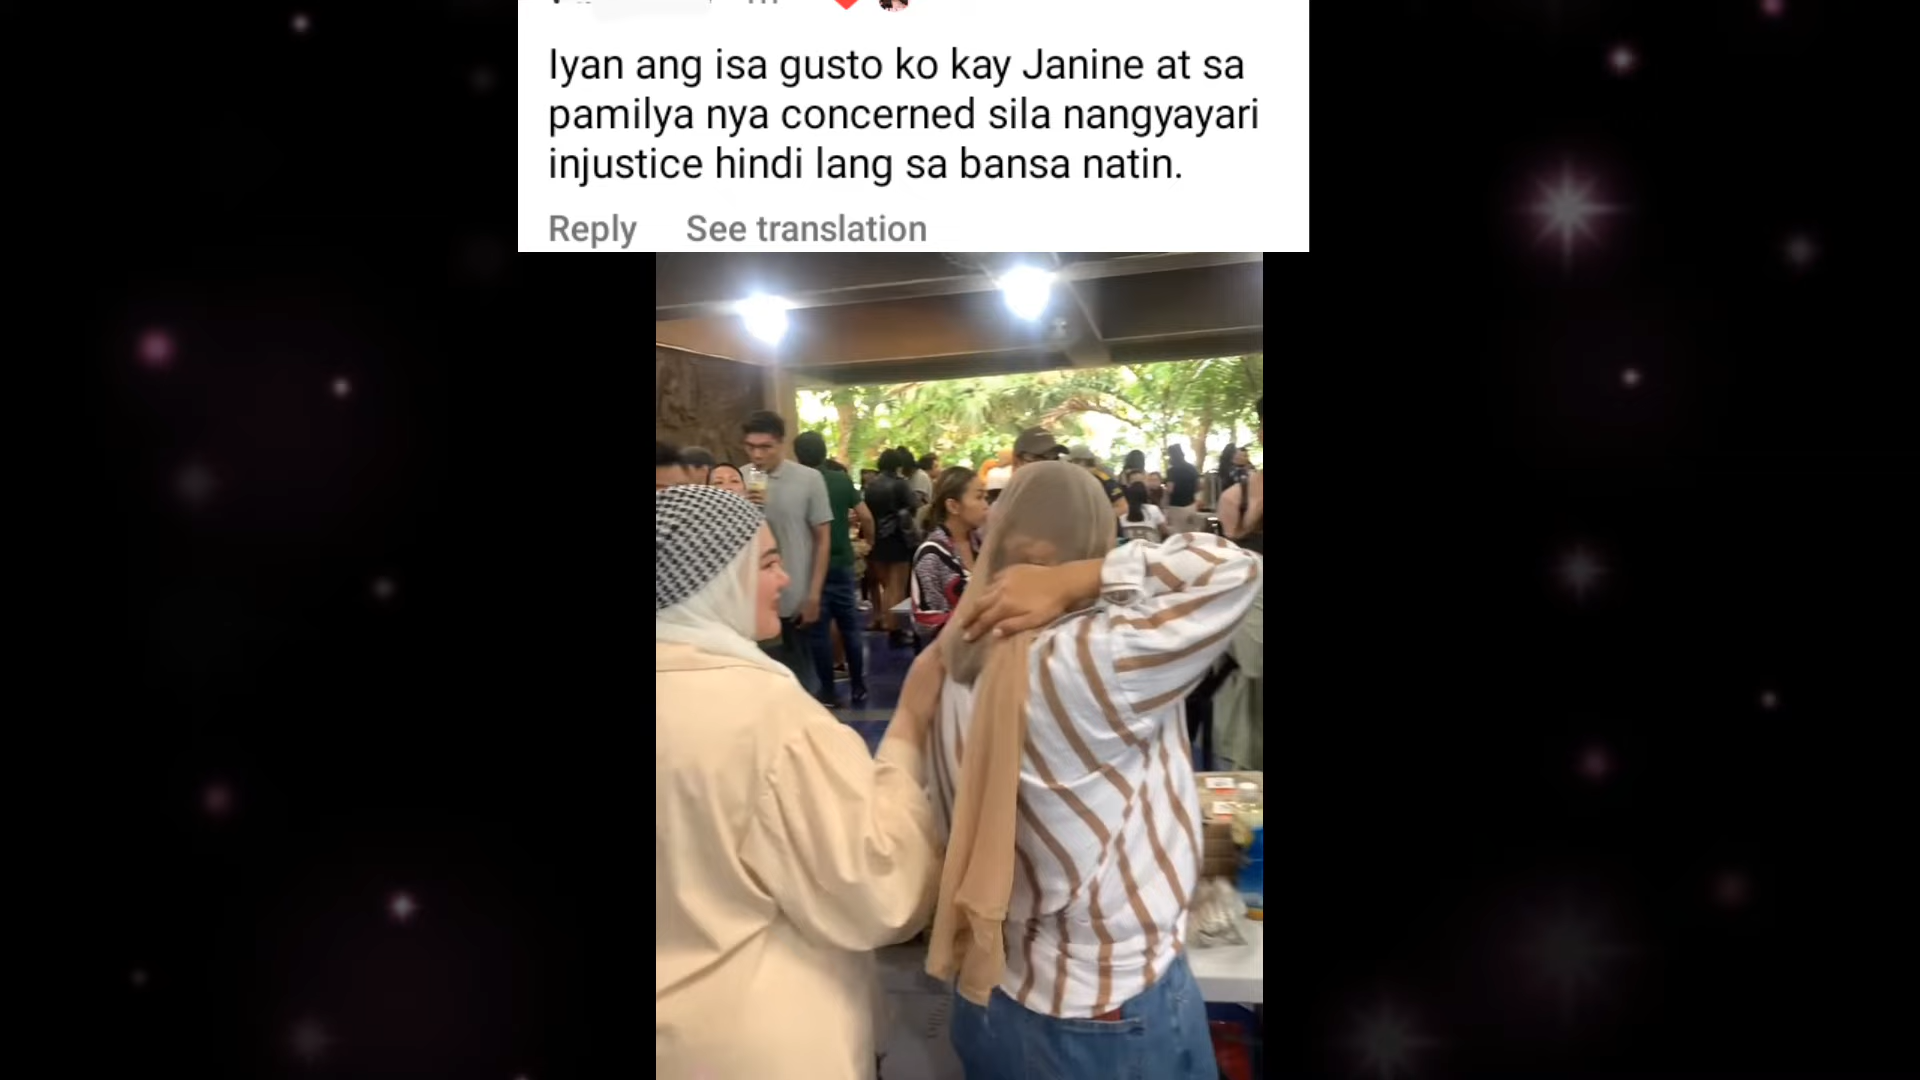 Iyan ang isa gusto ko kay Janine at sa
pamilya nya concerned sila nangyayari
injustice hindi lang sa bansa natin.
Reply See translation